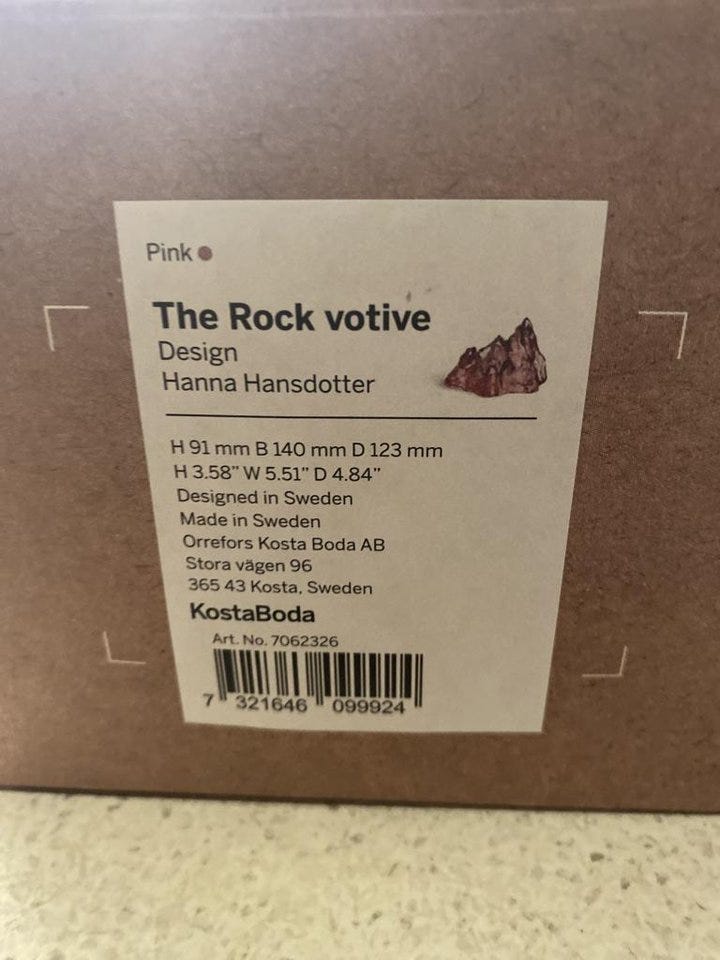 Pink
The Rock votive
Design
Hanna Hansdotter
H 91 mm B 140 mm D 123 mm
H 3.58” W 5.51” D 4.84”
Designed in Sweden
Made in Sweden
Orrefors Kosta Boda AB
Stora vägen 96
365 43 Kosta, Sweden
KostaBoda
Art. No. 7062326
7 321646 099924